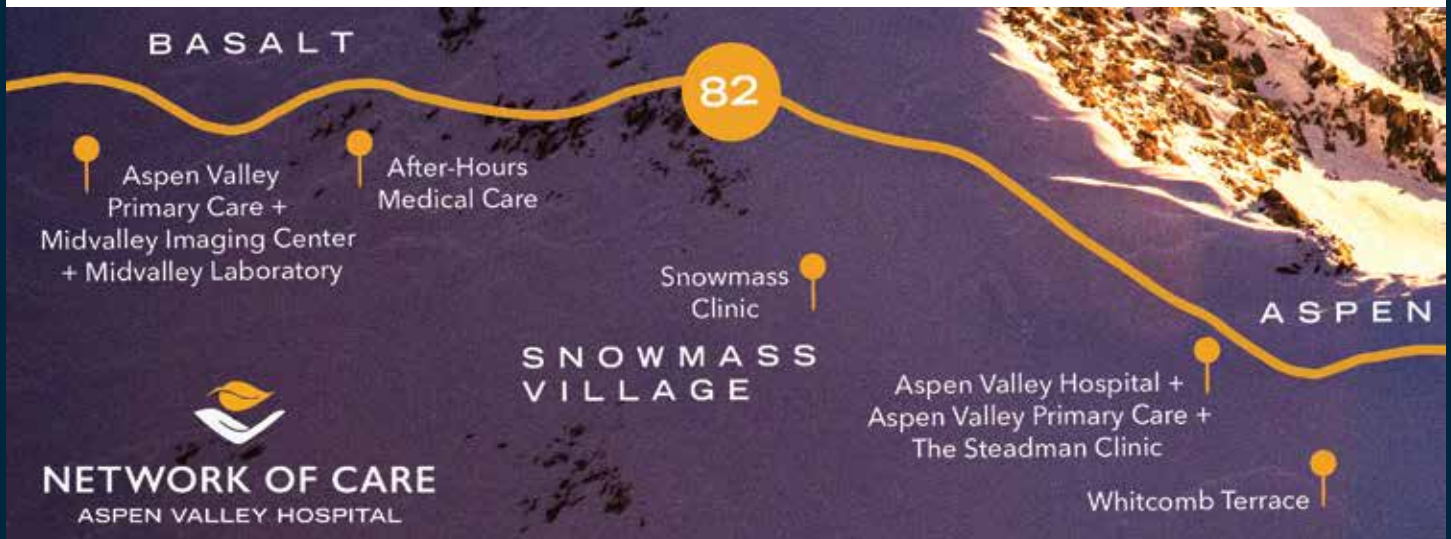 BASALT
82
Aspen Valley
Primary Care +
Midvalley Imaging Center
+ Midvalley Laboratory
After-Hours
Medical Care
Snowmass
Clinic
SNOWMASS
VILLAGE
ASPEN
Aspen Valley Hospital +
Aspen Valley Primary Care +
The Steadman Clinic
Whitcomb Terrace
NETWORK OF CARE
ASPEN VALLEY HOSPITAL